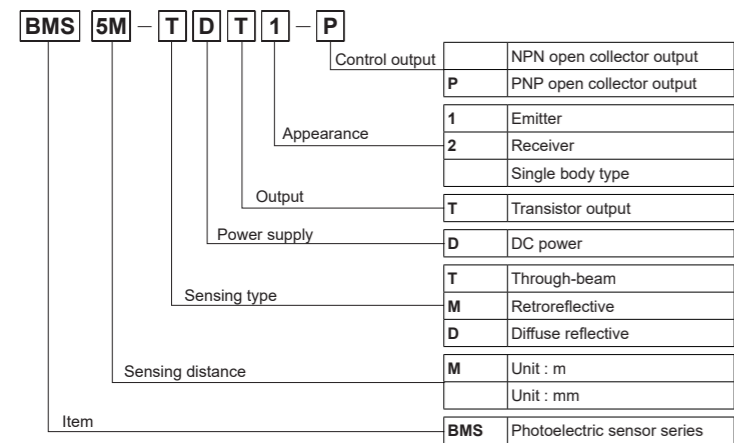 BMS 5M – T D T 1 – P
Control output
NPN open collector output
P PNP open collector output
Appearance
1 Emitter
2 Receiver
Single body type
Output
T Transistor output
Power supply
D DC power
Sensing type
T Through-beam
M Retroreflective
D Diffuse reflective
Sensing distance
M Unit : m
Unit : mm
Item
BMS Photoelectric sensor series